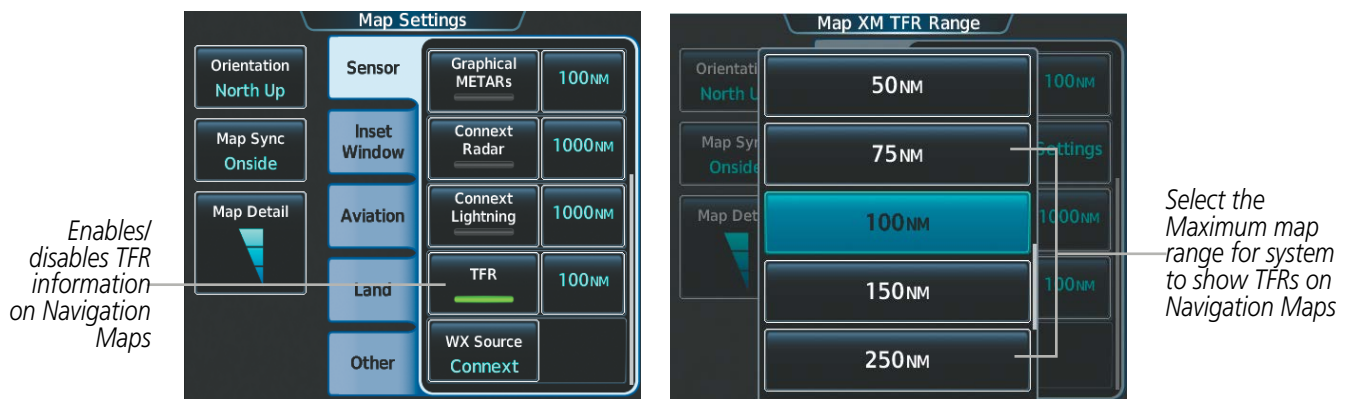 Map Settings
Orientation
North Up
Map Sync
Onside
Map Detail
Sensor
Inset
Window
Aviation
Land
Other
Graphical
METARs
100NM
Connext
Radar
1000NM
Connext
Lightning
1000NM
TFR
100NM
WX Source
Connext
Enables/
disables TFR
information
on Navigation
Maps
Map XM TFR Range
Orientati
North U
Map Syn
Onside
Map Det
50NM
75NM
100NM
150NM
250NM
100NM
Settings
1000NM
100NM
Select the
Maximum map
range for system
to show TFRs on
Navigation Maps